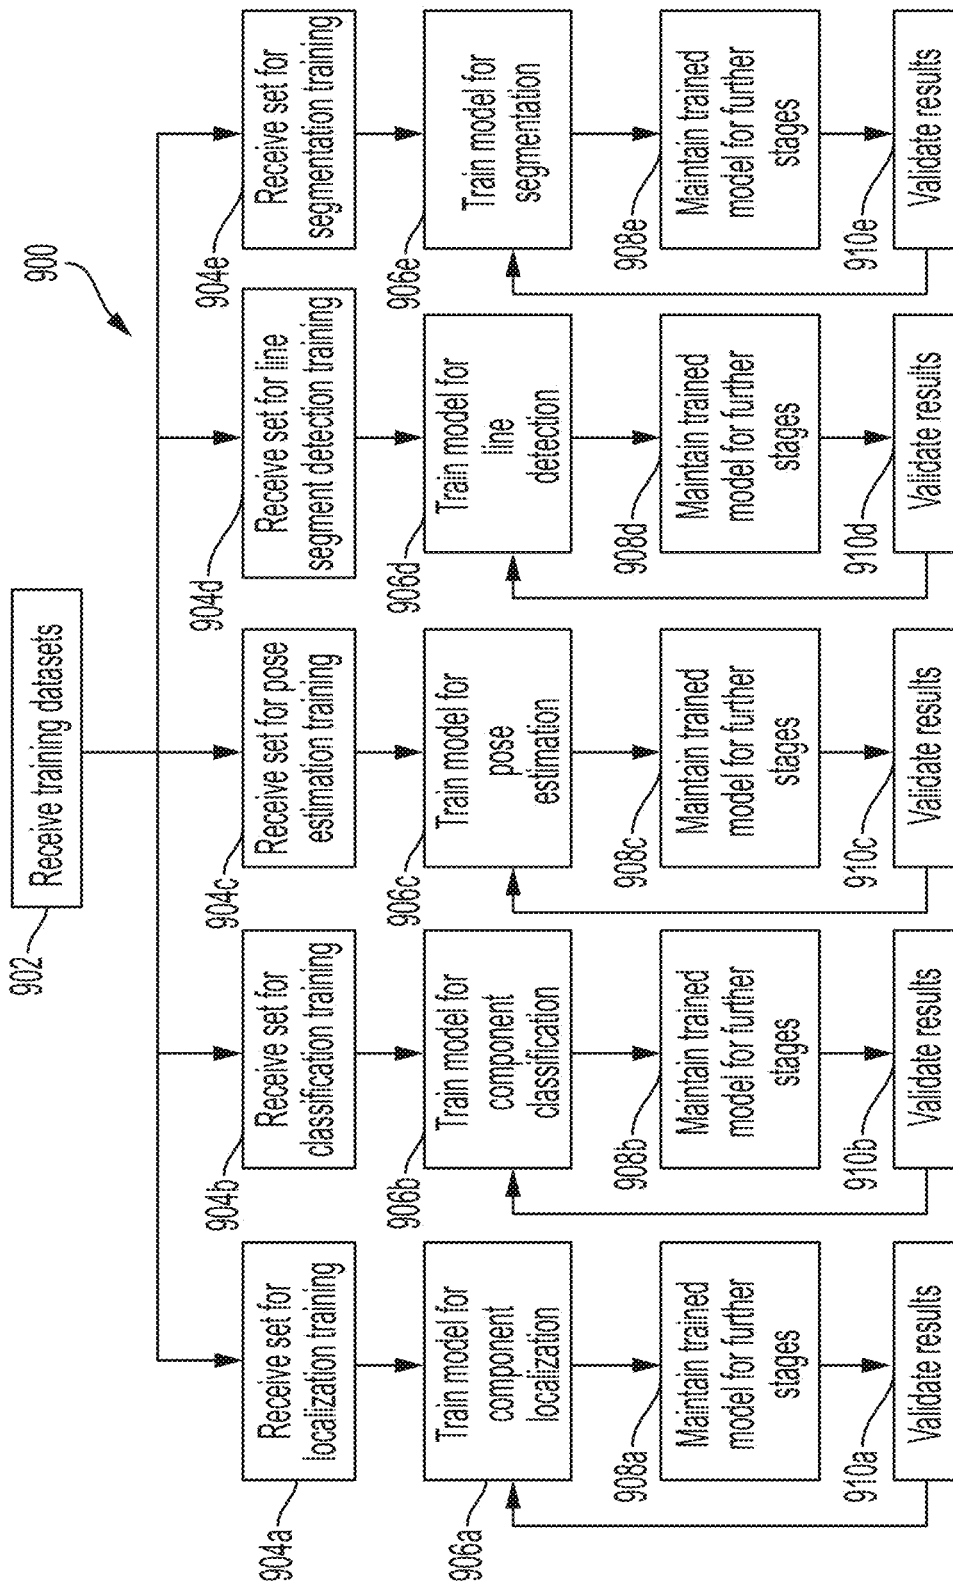 900
902
Receive training datasets
904a
Receive set for
localization training
904b
Receive set for
classification training
904c
Receive set for pose
estimation training
904d
Receive set for line
segment detection training
904e
Receive set for
segmentation training
906a
Train model for
component
localization
906b
Train model for
component
classification
906c
Train model for
pose
estimation
906d
Train model for
line
detection
906e
Train model for
segmentation
908a
Maintain trained
model for further
stages
908b
Maintain trained
model for further
stages
908c
Maintain trained
model for further
stages
908d
Maintain trained
model for further
stages
908e
Maintain trained
model for further
stages
910a
Validate results
910b
Validate results
910c
Validate results
910d
Validate results
910e
Validate results